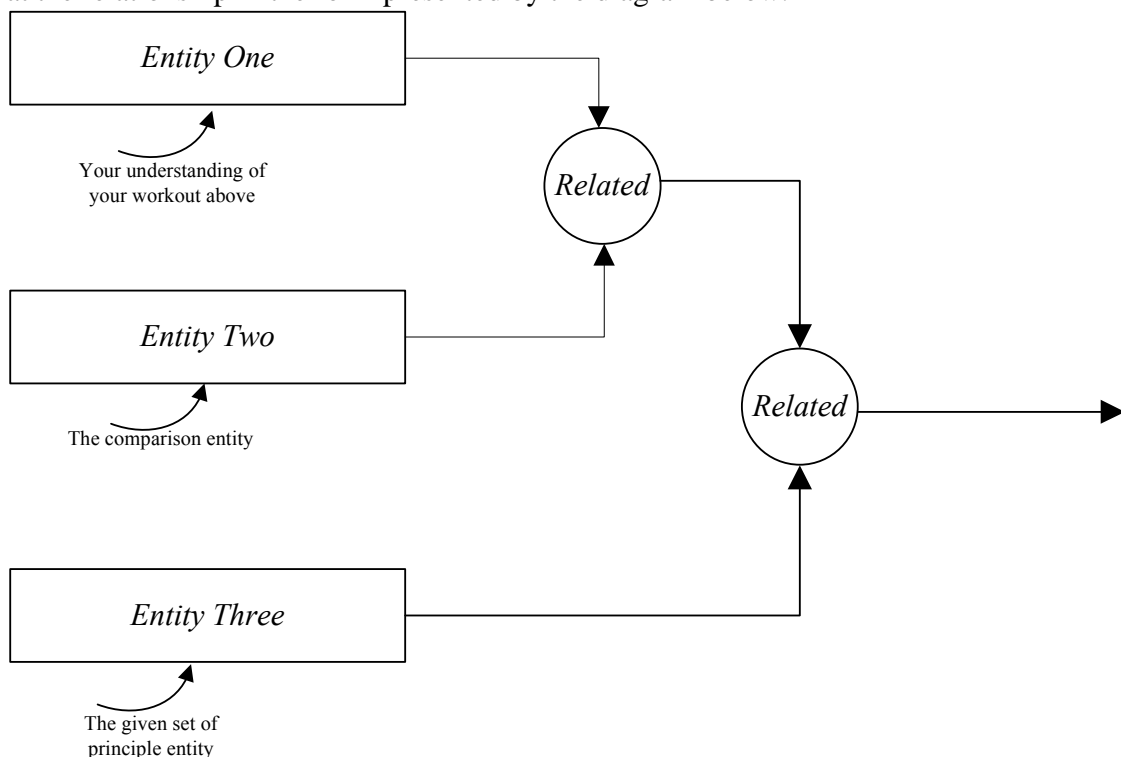 Entity One
Your understanding of
your workout above
Related
Entity Two
The comparison entity
Related
Entity Three
The given set of
principle entity